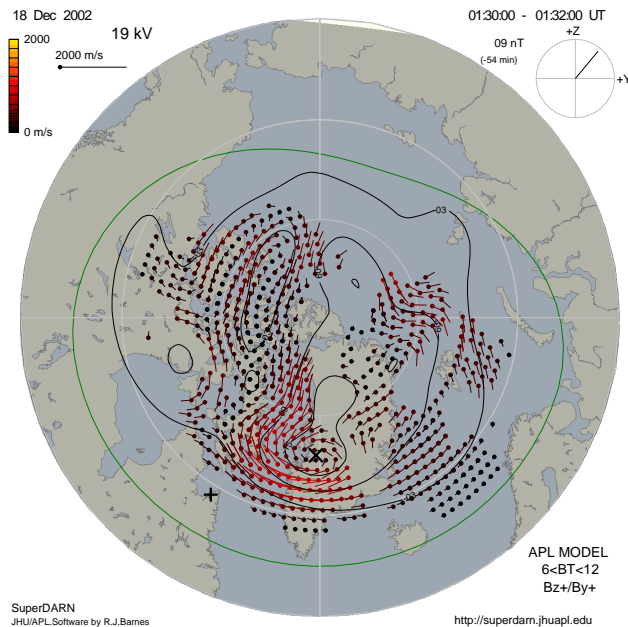 18 Dec 2002
01:30:00 - 01:32:00 UT
19 kV
2000
2000 m/s
0 m/s
09 nT
(-54 min)
+Z
+Y
-03
-03
APL MODEL
6<BT<12
Bz+/By+
SuperDARN
JHU/APL.Software by R.J.Barnes
http://superdarn.jhuapl.edu